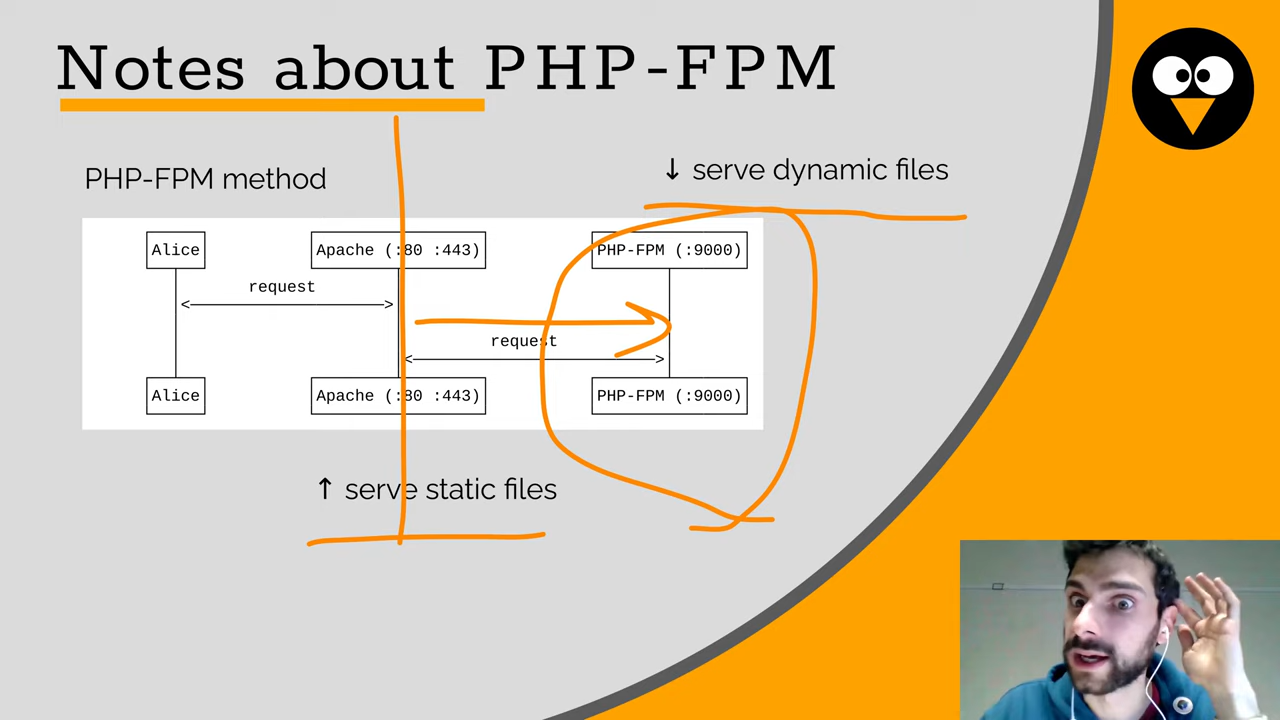 Notes about PHP-FPM
PHP-FPM method
↓ serve dynamic files
Alice
Apache (:80 :443)
PHP-FPM (:9000)
request
request
Alice
Apache (:80 :443)
PHP-FPM (:9000)
↑ serve static files